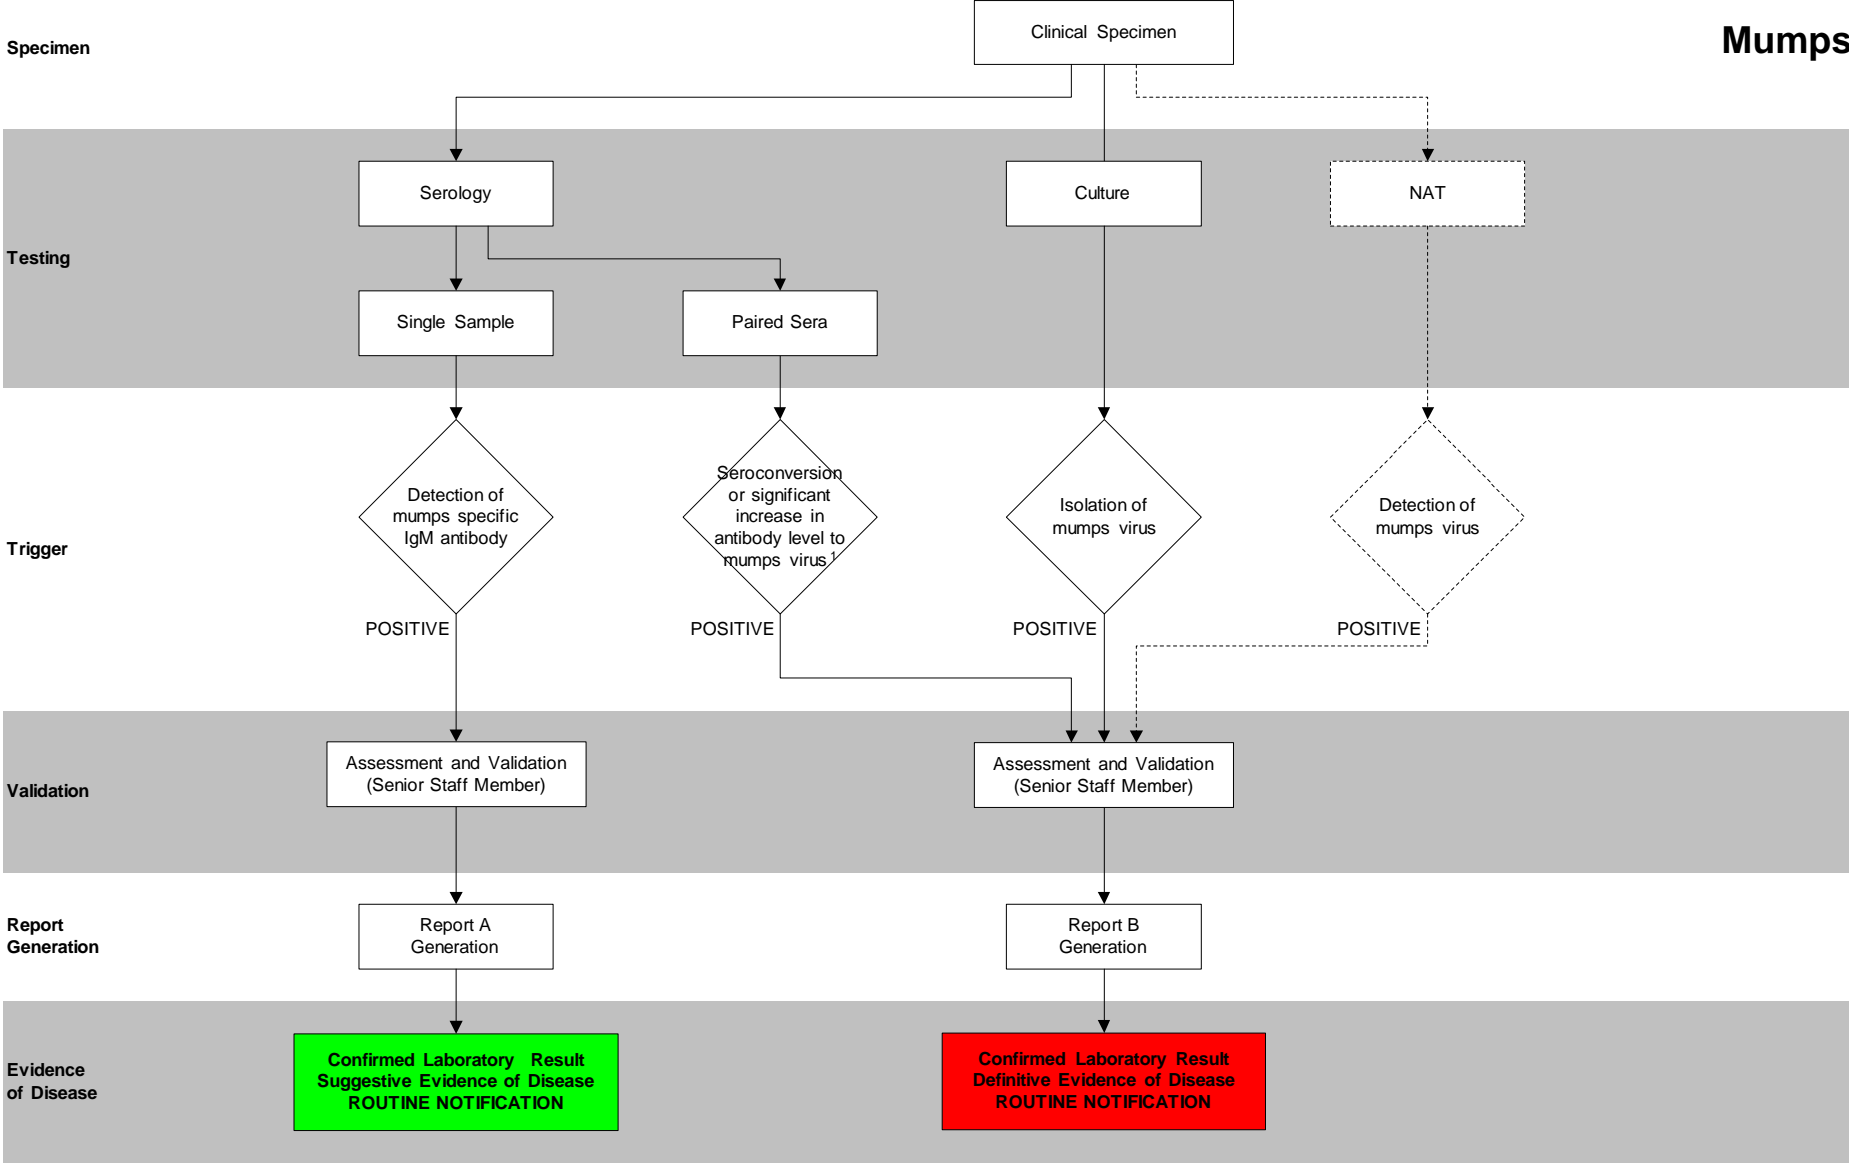 Clinical Specimen
Mumps
Specimen
Serology
Culture
NAT
Testing
Single Sample
Paired Sera
Detection of
mumps specific
IgM antibody
Seroconversion
or significant
increase in
antibody level to
mumps virus¹
Isolation of
mumps virus
Detection of
mumps virus
Trigger
POSITIVE
POSITIVE
POSITIVE
POSITIVE
Assessment and Validation
(Senior Staff Member)
Assessment and Validation
(Senior Staff Member)
Validation
Report
Generation
Report A
Generation
Report B
Generation
Evidence
of Disease
Confirmed Laboratory Result
Suggestive Evidence of Disease
ROUTINE NOTIFICATION
Confirmed Laboratory Result
Definitive Evidence of Disease
ROUTINE NOTIFICATION